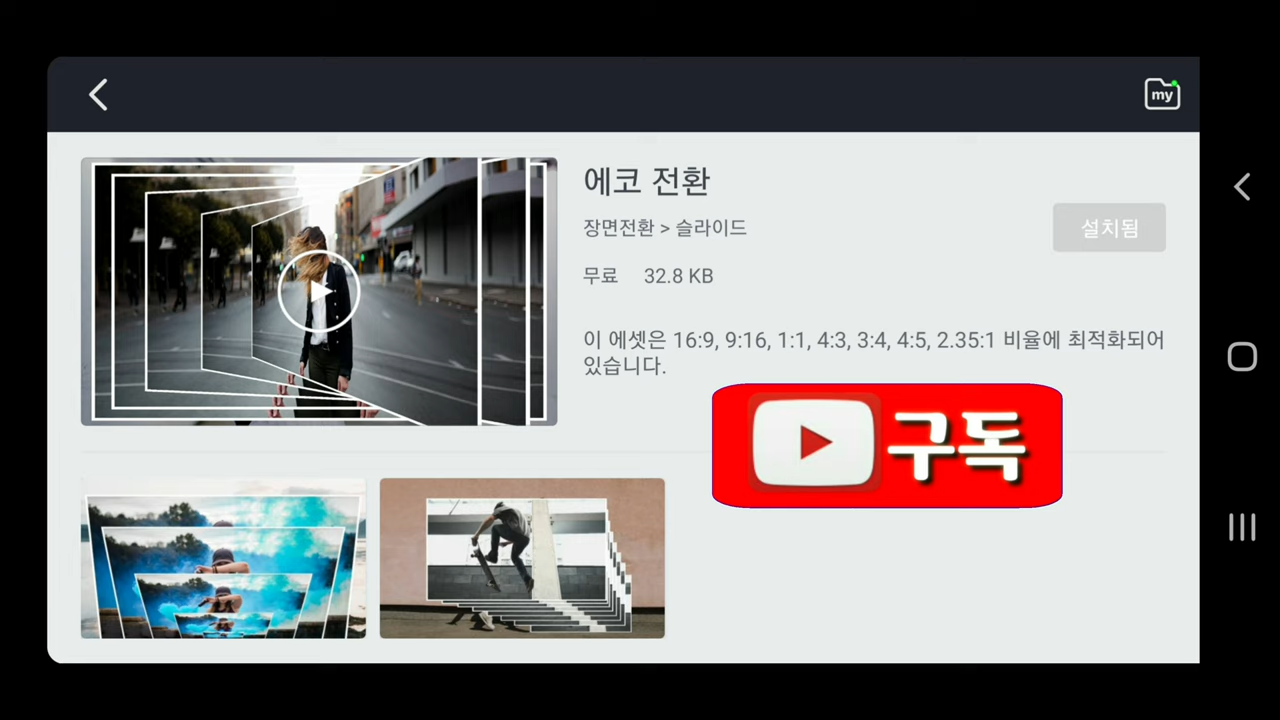 my
에코 전환
장면전환 > 슬라이드
설치됨
무료 32.8 KB
이 에셋은 16:9, 9:16, 1:1, 4:3, 3:4, 4:5, 2.35:1 비율에 최적화되어
있습니다.
구독